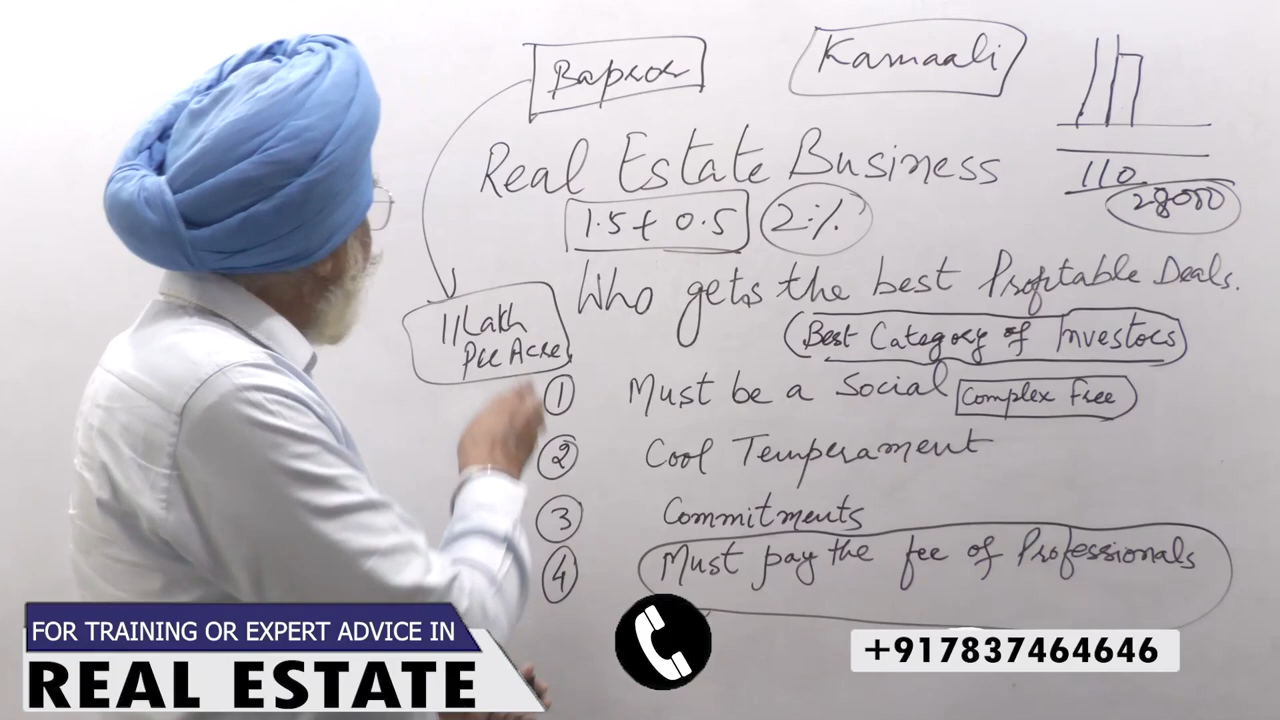 Bapror
Kamaali
Real Estate Business
110
28000
1.5 + 0.5
2%
Who gets the best Profitable Deals.
11 Lakh
Per Acre
(Best Category of Investors)
1 Must be a Social Complex free
2 Cool Temperament
3 Commitments
4 Must pay the fee of Professionals
FOR TRAINING OR EXPERT ADVICE IN
REAL ESTATE
+917837464646